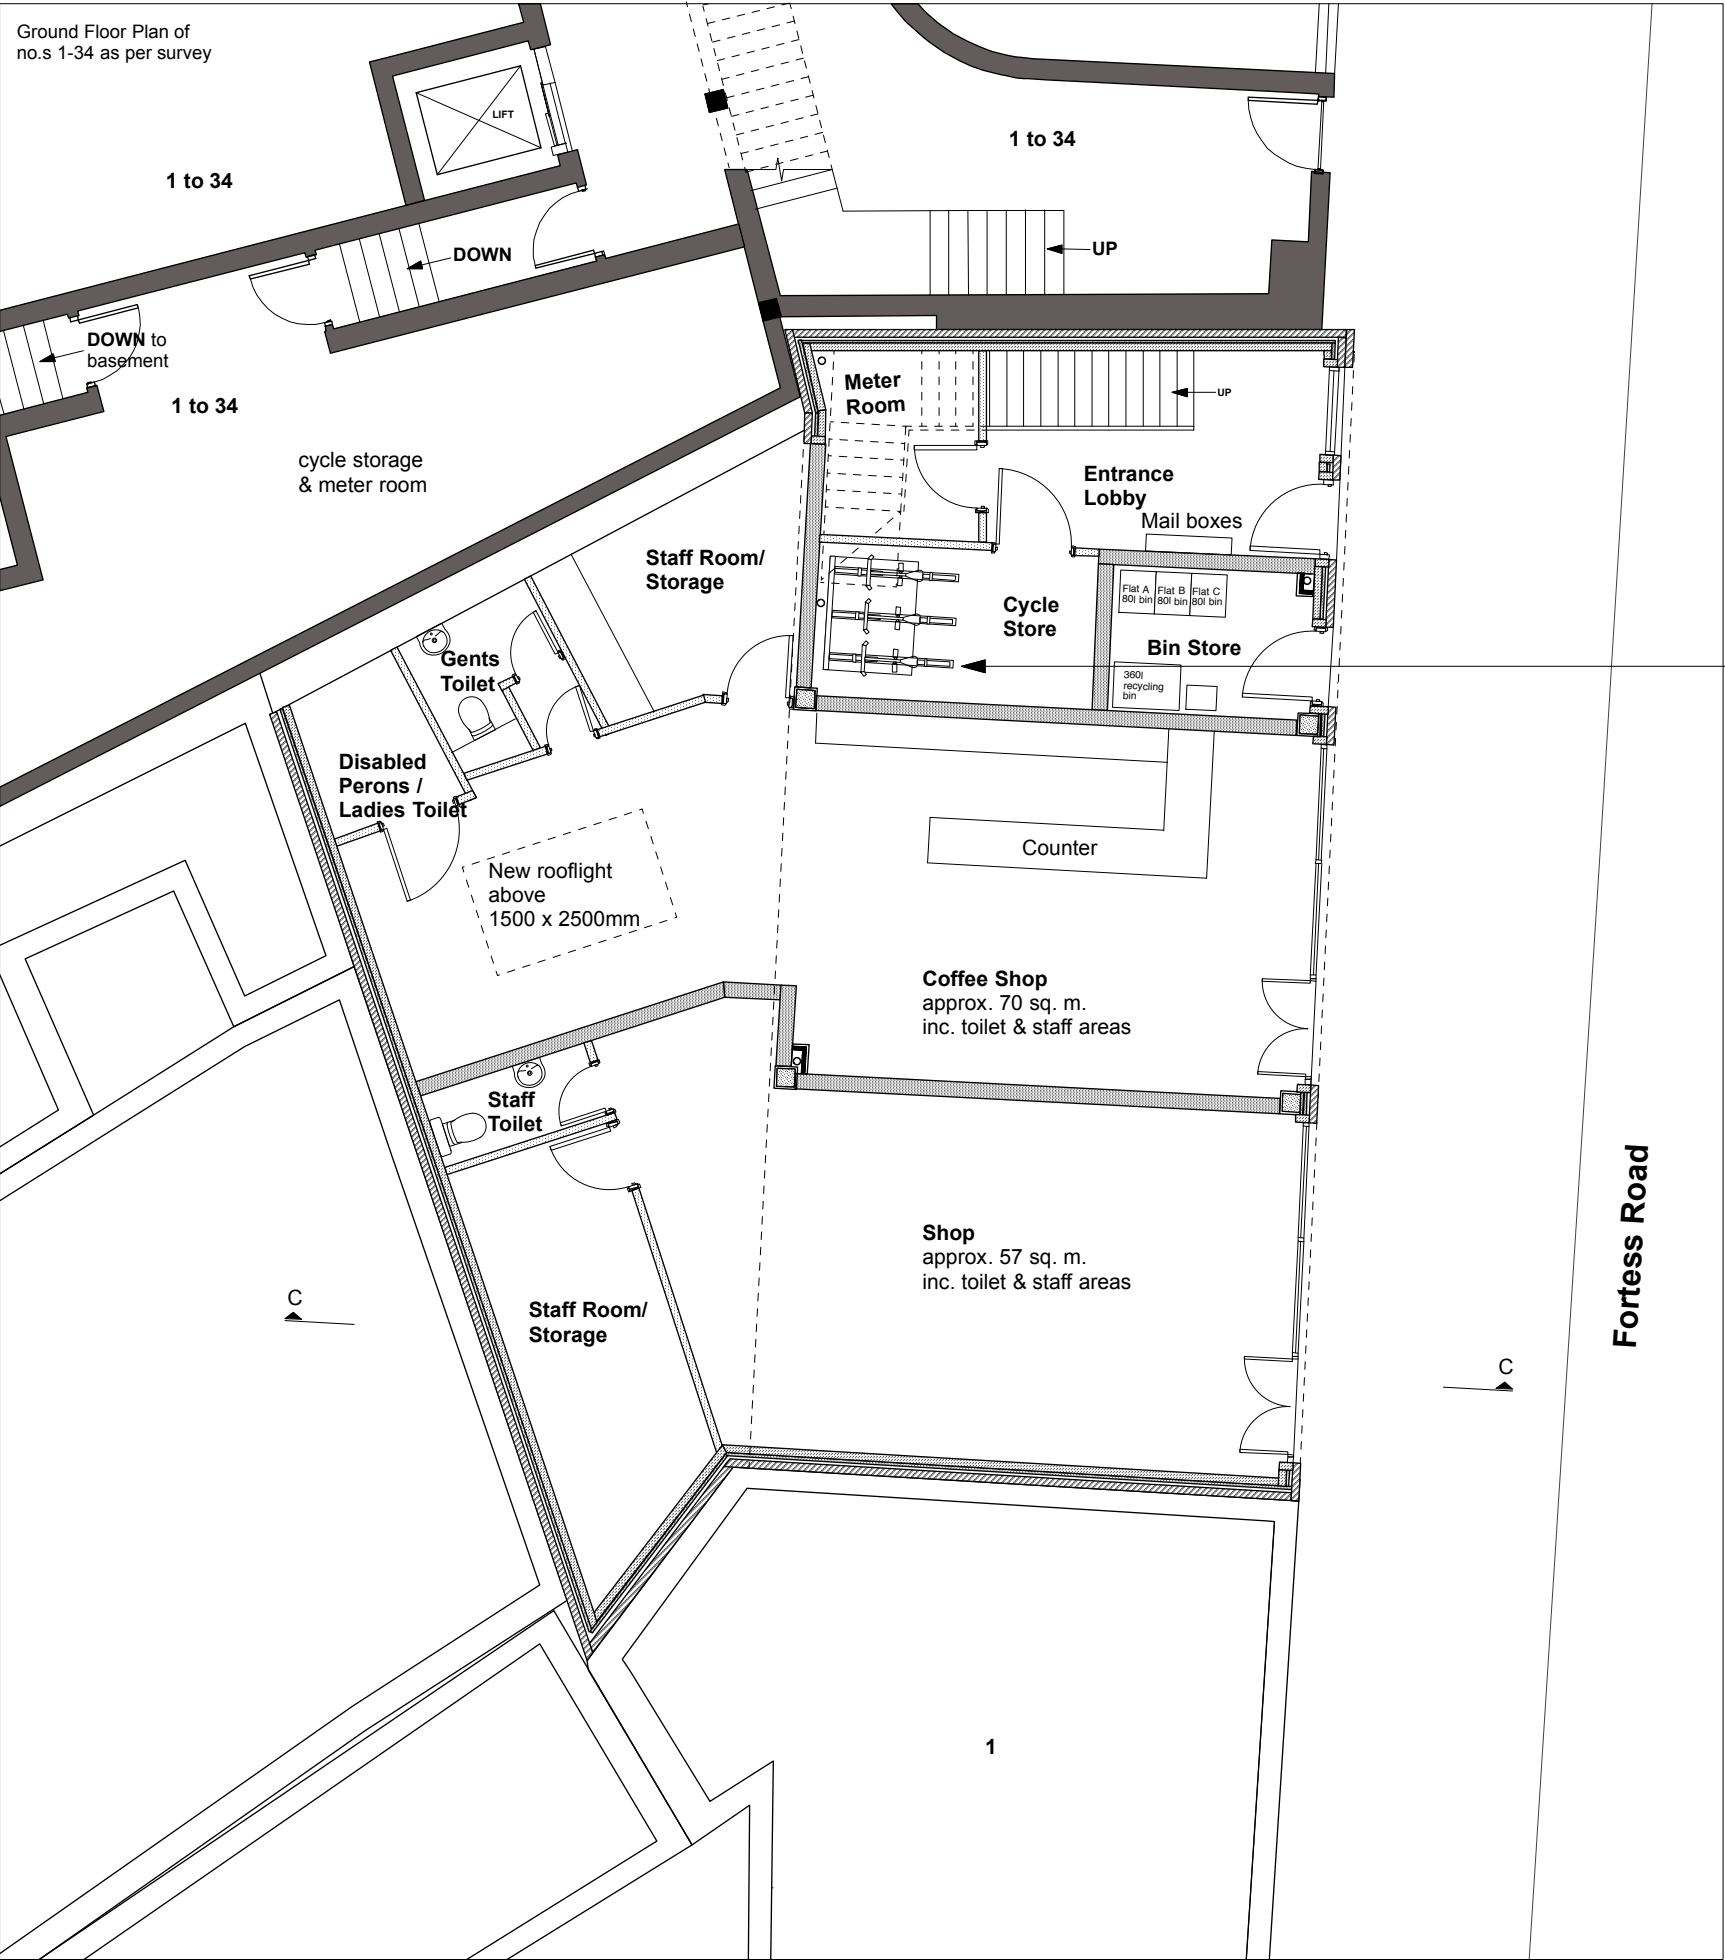 Ground Floor Plan of
no.s 1-34 as per survey
LIFT
1 to 34
1 to 34
DOWN
UP
DOWN to
basement
1 to 34
Meter
Room
UP
cycle storage
& meter room
Entrance
Lobby
Mail boxes
Staff Room/
Storage
Flat A
80l bin
Flat B
80l bin
Flat C
80l bin
Cycle
Store
Bin Store
Gents
Toilet
360l
recycling
bin
Disabled
Perons /
Ladies Toilet
Counter
New rooflight
above
1500 x 2500mm
Coffee Shop
approx. 70 sq. m.
inc. toilet & staff areas
Staff
Toilet
Shop
approx. 57 sq. m.
inc. toilet & staff areas
Fortess Road
C
Staff Room/
Storage
C
1